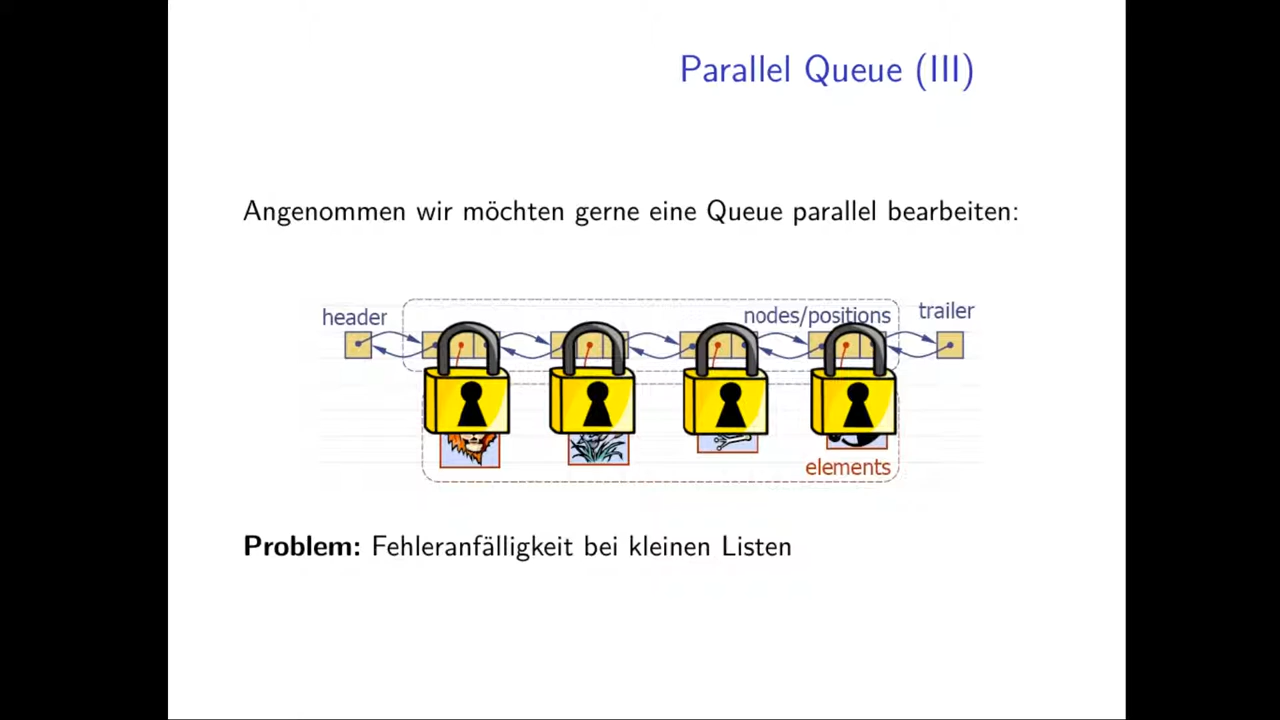 Parallel Queue (III)
Angenommen wir möchten gerne eine Queue parallel bearbeiten:
header
nodes/positions
trailer
elements
Problem: Fehleranfälligkeit bei kleinen Listen